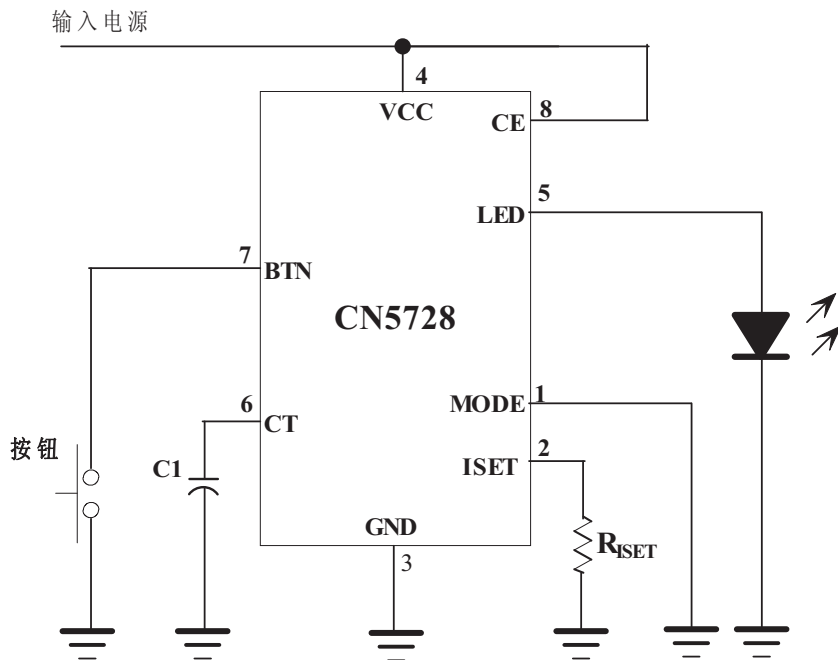 输入电源
4
VCC
8
CE
5
LED
7
BTN
CN5728
6
CT
MODE
1
2
ISET
按钮
C1
GND
3
RISET